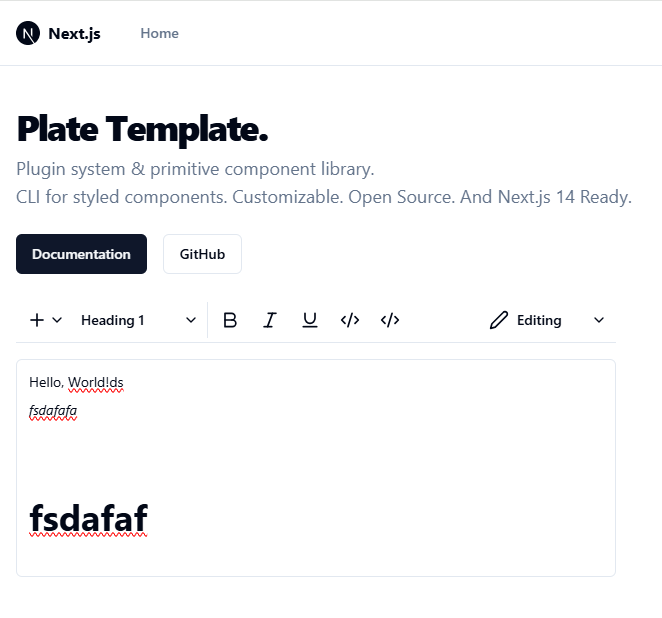 Next.js Home
Plate Template.
Plugin system & primitive component library.
CLI for styled components. Customizable. Open Source. And Next.js 14 Ready.
Documentation GitHub
Heading 1 B I U </> </> Editing
Hello, World!ds
fsdafafa
fsdafaf